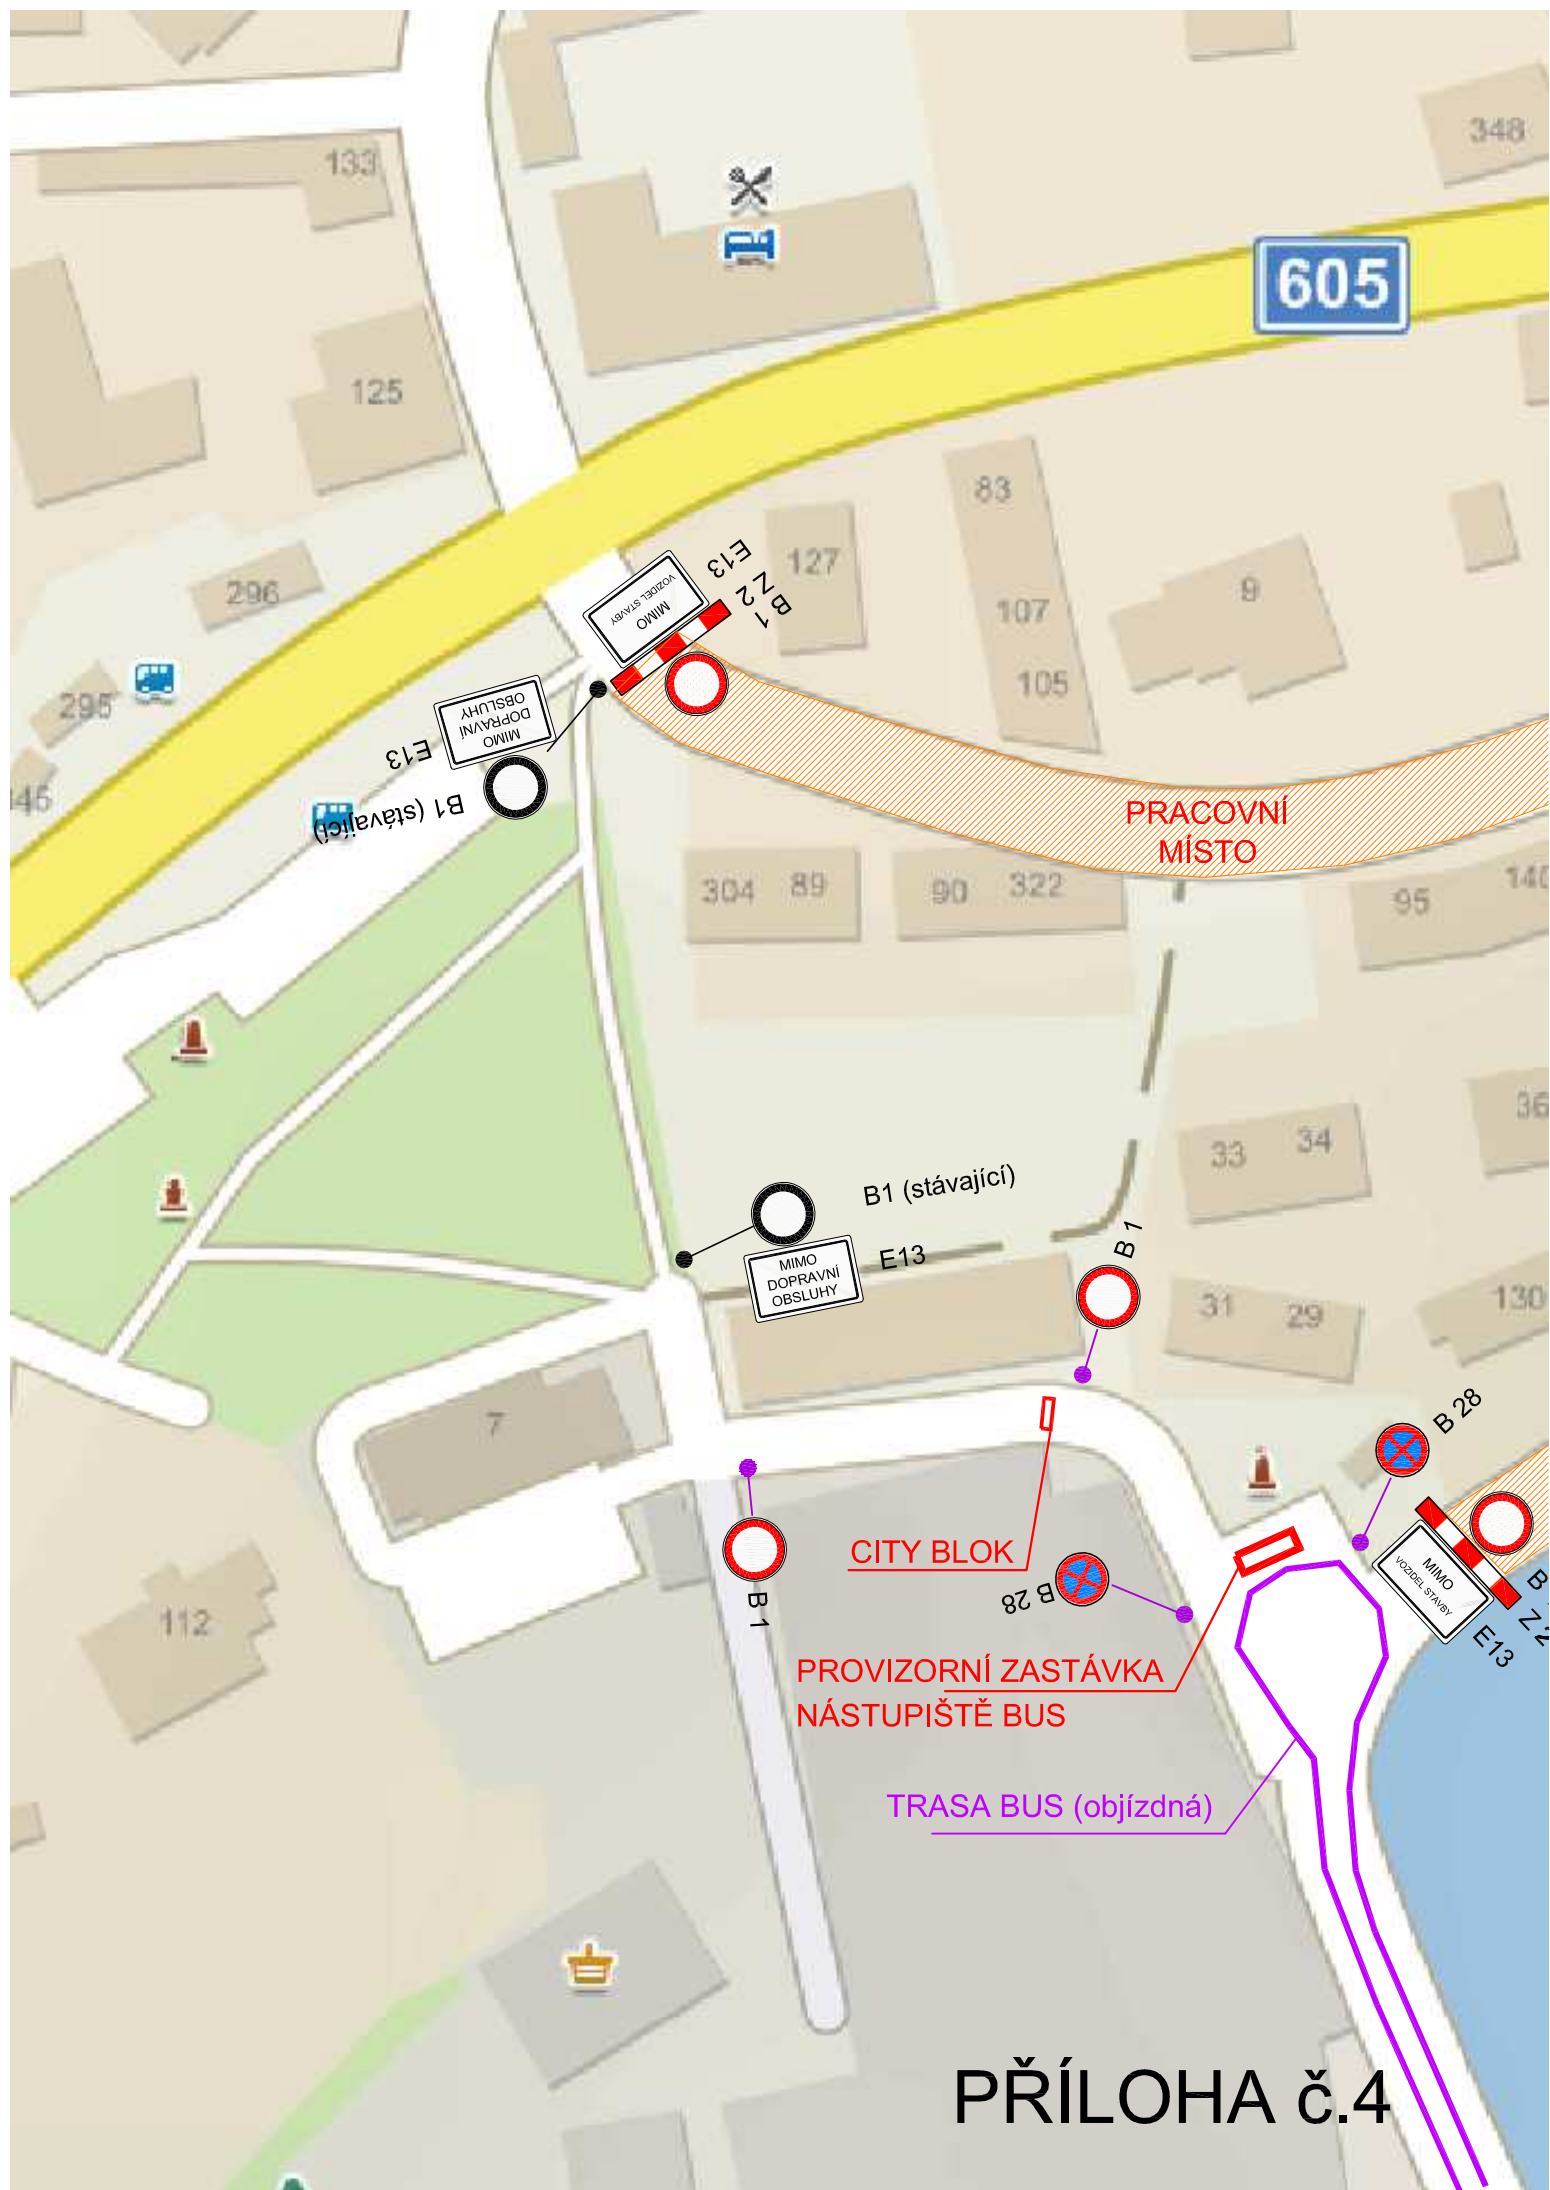 348
133
605
125
83
127
296
9
107
105
295
E13
Z 2
B 1
MIMO
VOZIDEL STAVBY
MIMO
DOPRAVNÍ
OBSLUHY
E13
B1 (stávající)
PRACOVNÍ
MÍSTO
304
89
90
322
95
140
33
34
36
B1 (stávající)
E13
MIMO
DOPRAVNÍ
OBSLUHY
B 1
31
29
130
7
B 28
CITY BLOK
B 28
B 1
112
MIMO
VOZIDEL STAVBY
B
Z 2
E13
PROVIZORNÍ ZASTÁVKA
NÁSTUPIŠTĚ BUS
TRASA BUS (objízdná)
PŘÍLOHA č.4